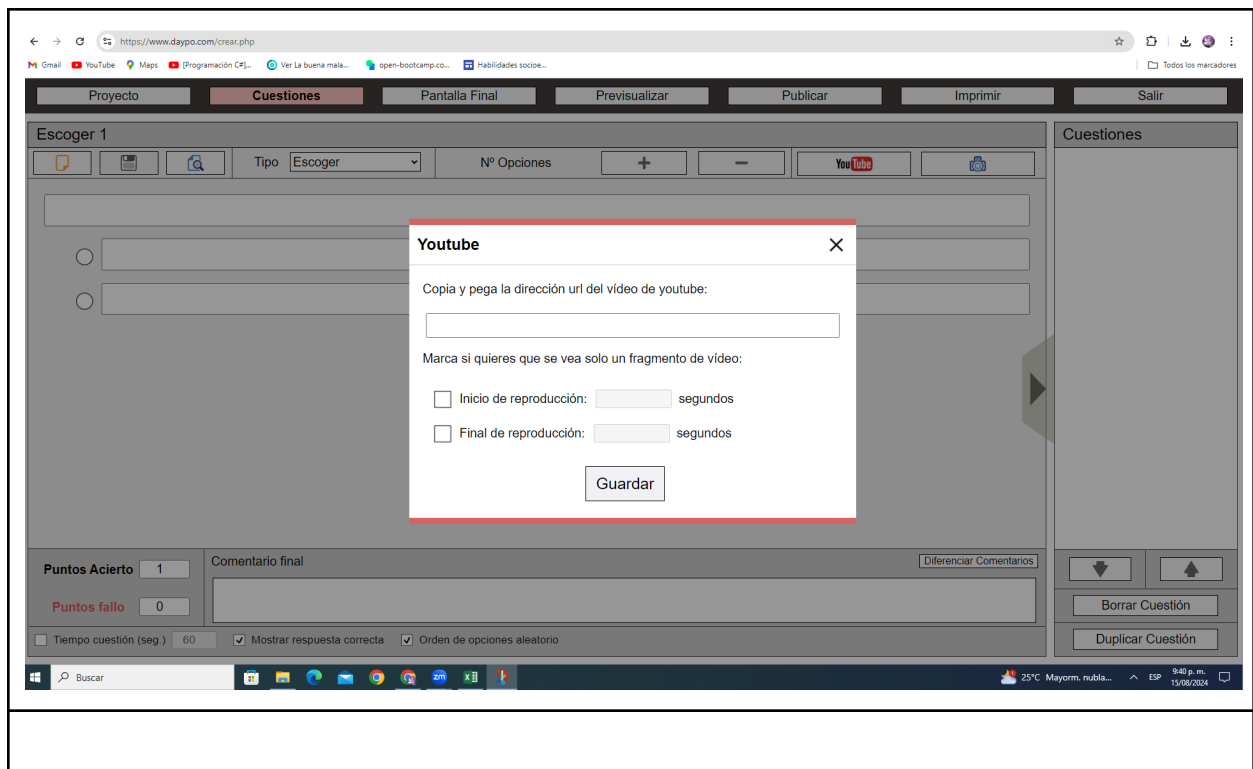 https://www.daypo.com/crear.php
Gmail YouTube Maps [Programación C#]... Ver La buena mala... open-bootcamp.co... Habilidades socioe... Todos los marcadores
Proyecto Cuestiones Pantalla Final Previsualizar Publicar Imprimir Salir
Escoger 1 Cuestiones
Tipo Escoger Nº Opciones + − YouTube
Youtube
Copia y pega la dirección url del vídeo de youtube:
Marca si quieres que se vea solo un fragmento de vídeo:
Inicio de reproducción: segundos
Final de reproducción: segundos
Guardar
Puntos Acierto 1 Comentario final Diferenciar Comentarios
Puntos fallo 0 Borrar Cuestión
Tiempo cuestión (seg.) 60 Mostrar respuesta correcta Orden de opciones aleatorio Duplicar Cuestión
Buscar zm 25°C Mayorm. nubla... ESP 9:40 p. m.
15/08/2024